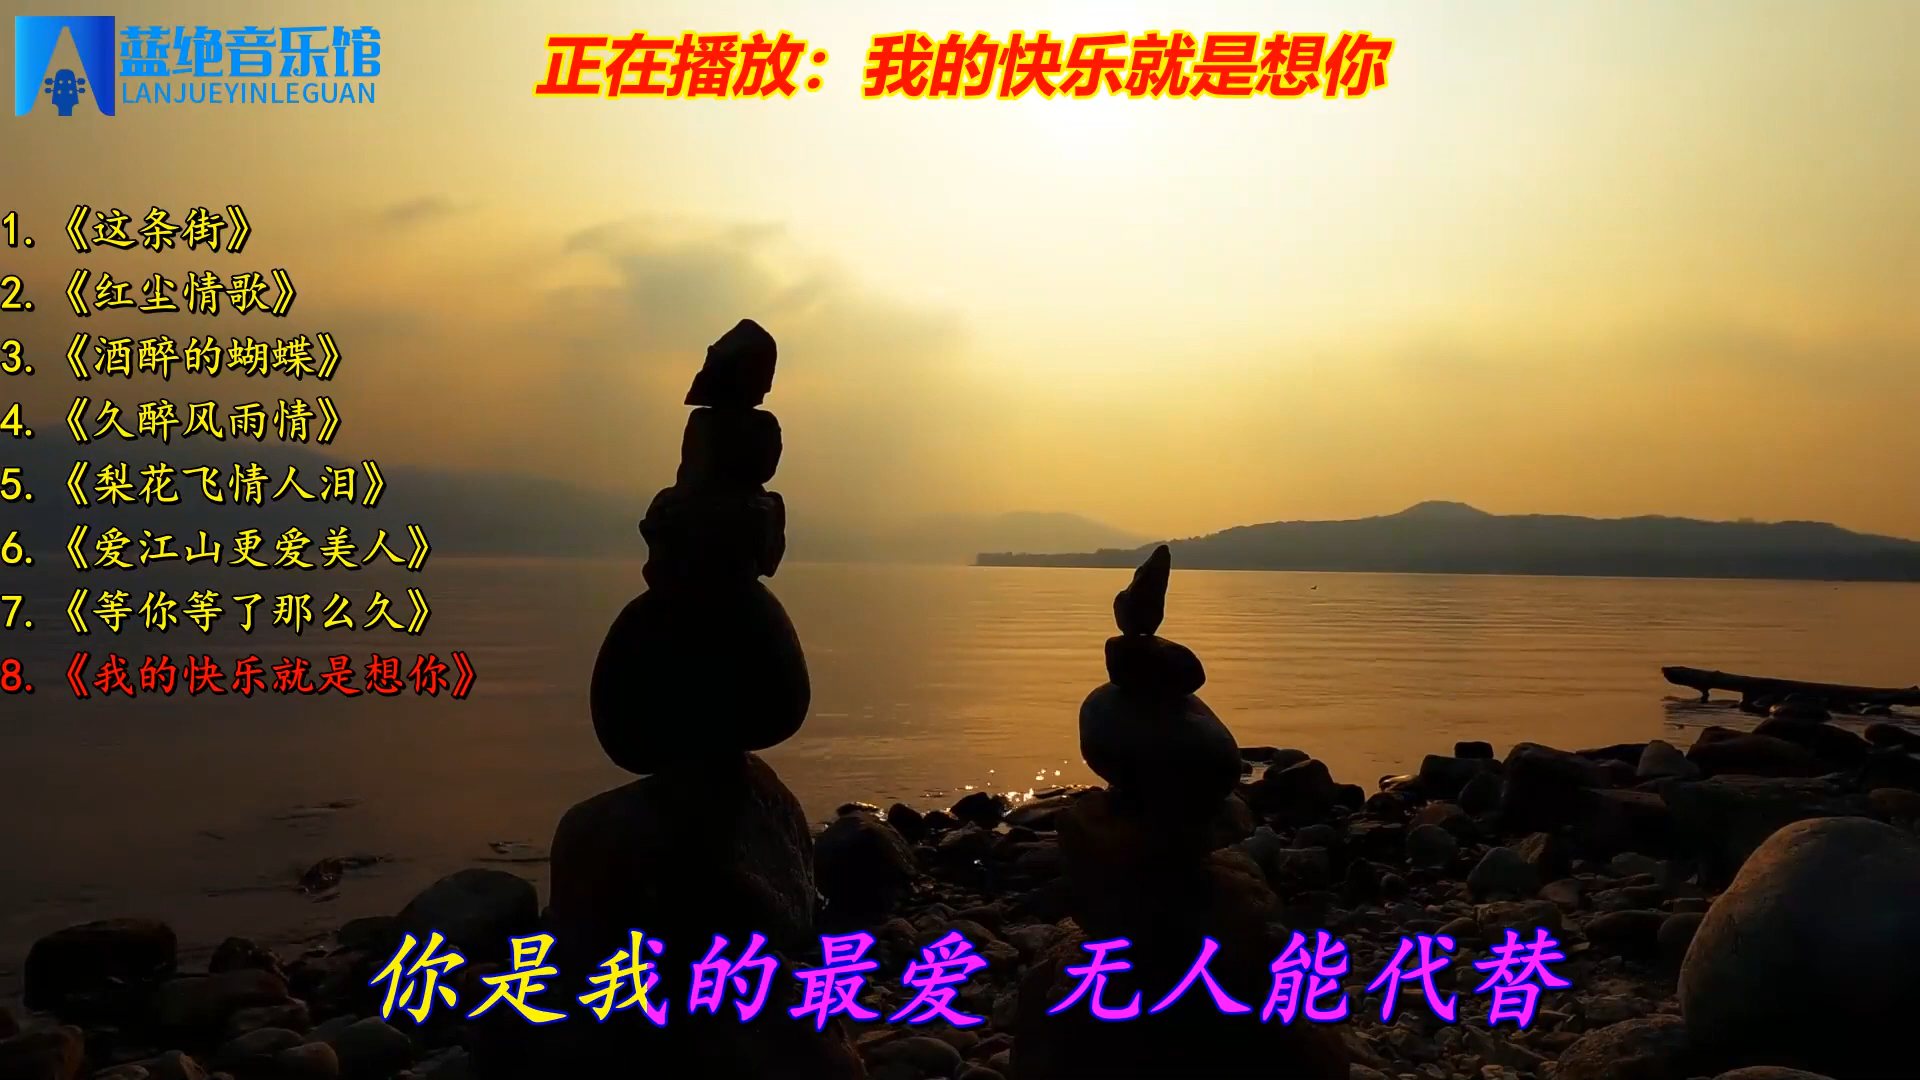 蓝绝音乐馆
LANJUEYINLEGUAN
正在播放：我的快乐就是想你
1.《这条街》
2.《红尘情歌》
3.《酒醉的蝴蝶》
4.《久醉风雨情》
5.《梨花飞情人泪》
6.《爱江山更爱美人》
7.《等你等了那么久》
8.《我的快乐就是想你》
你是我的最爱 无人能代替